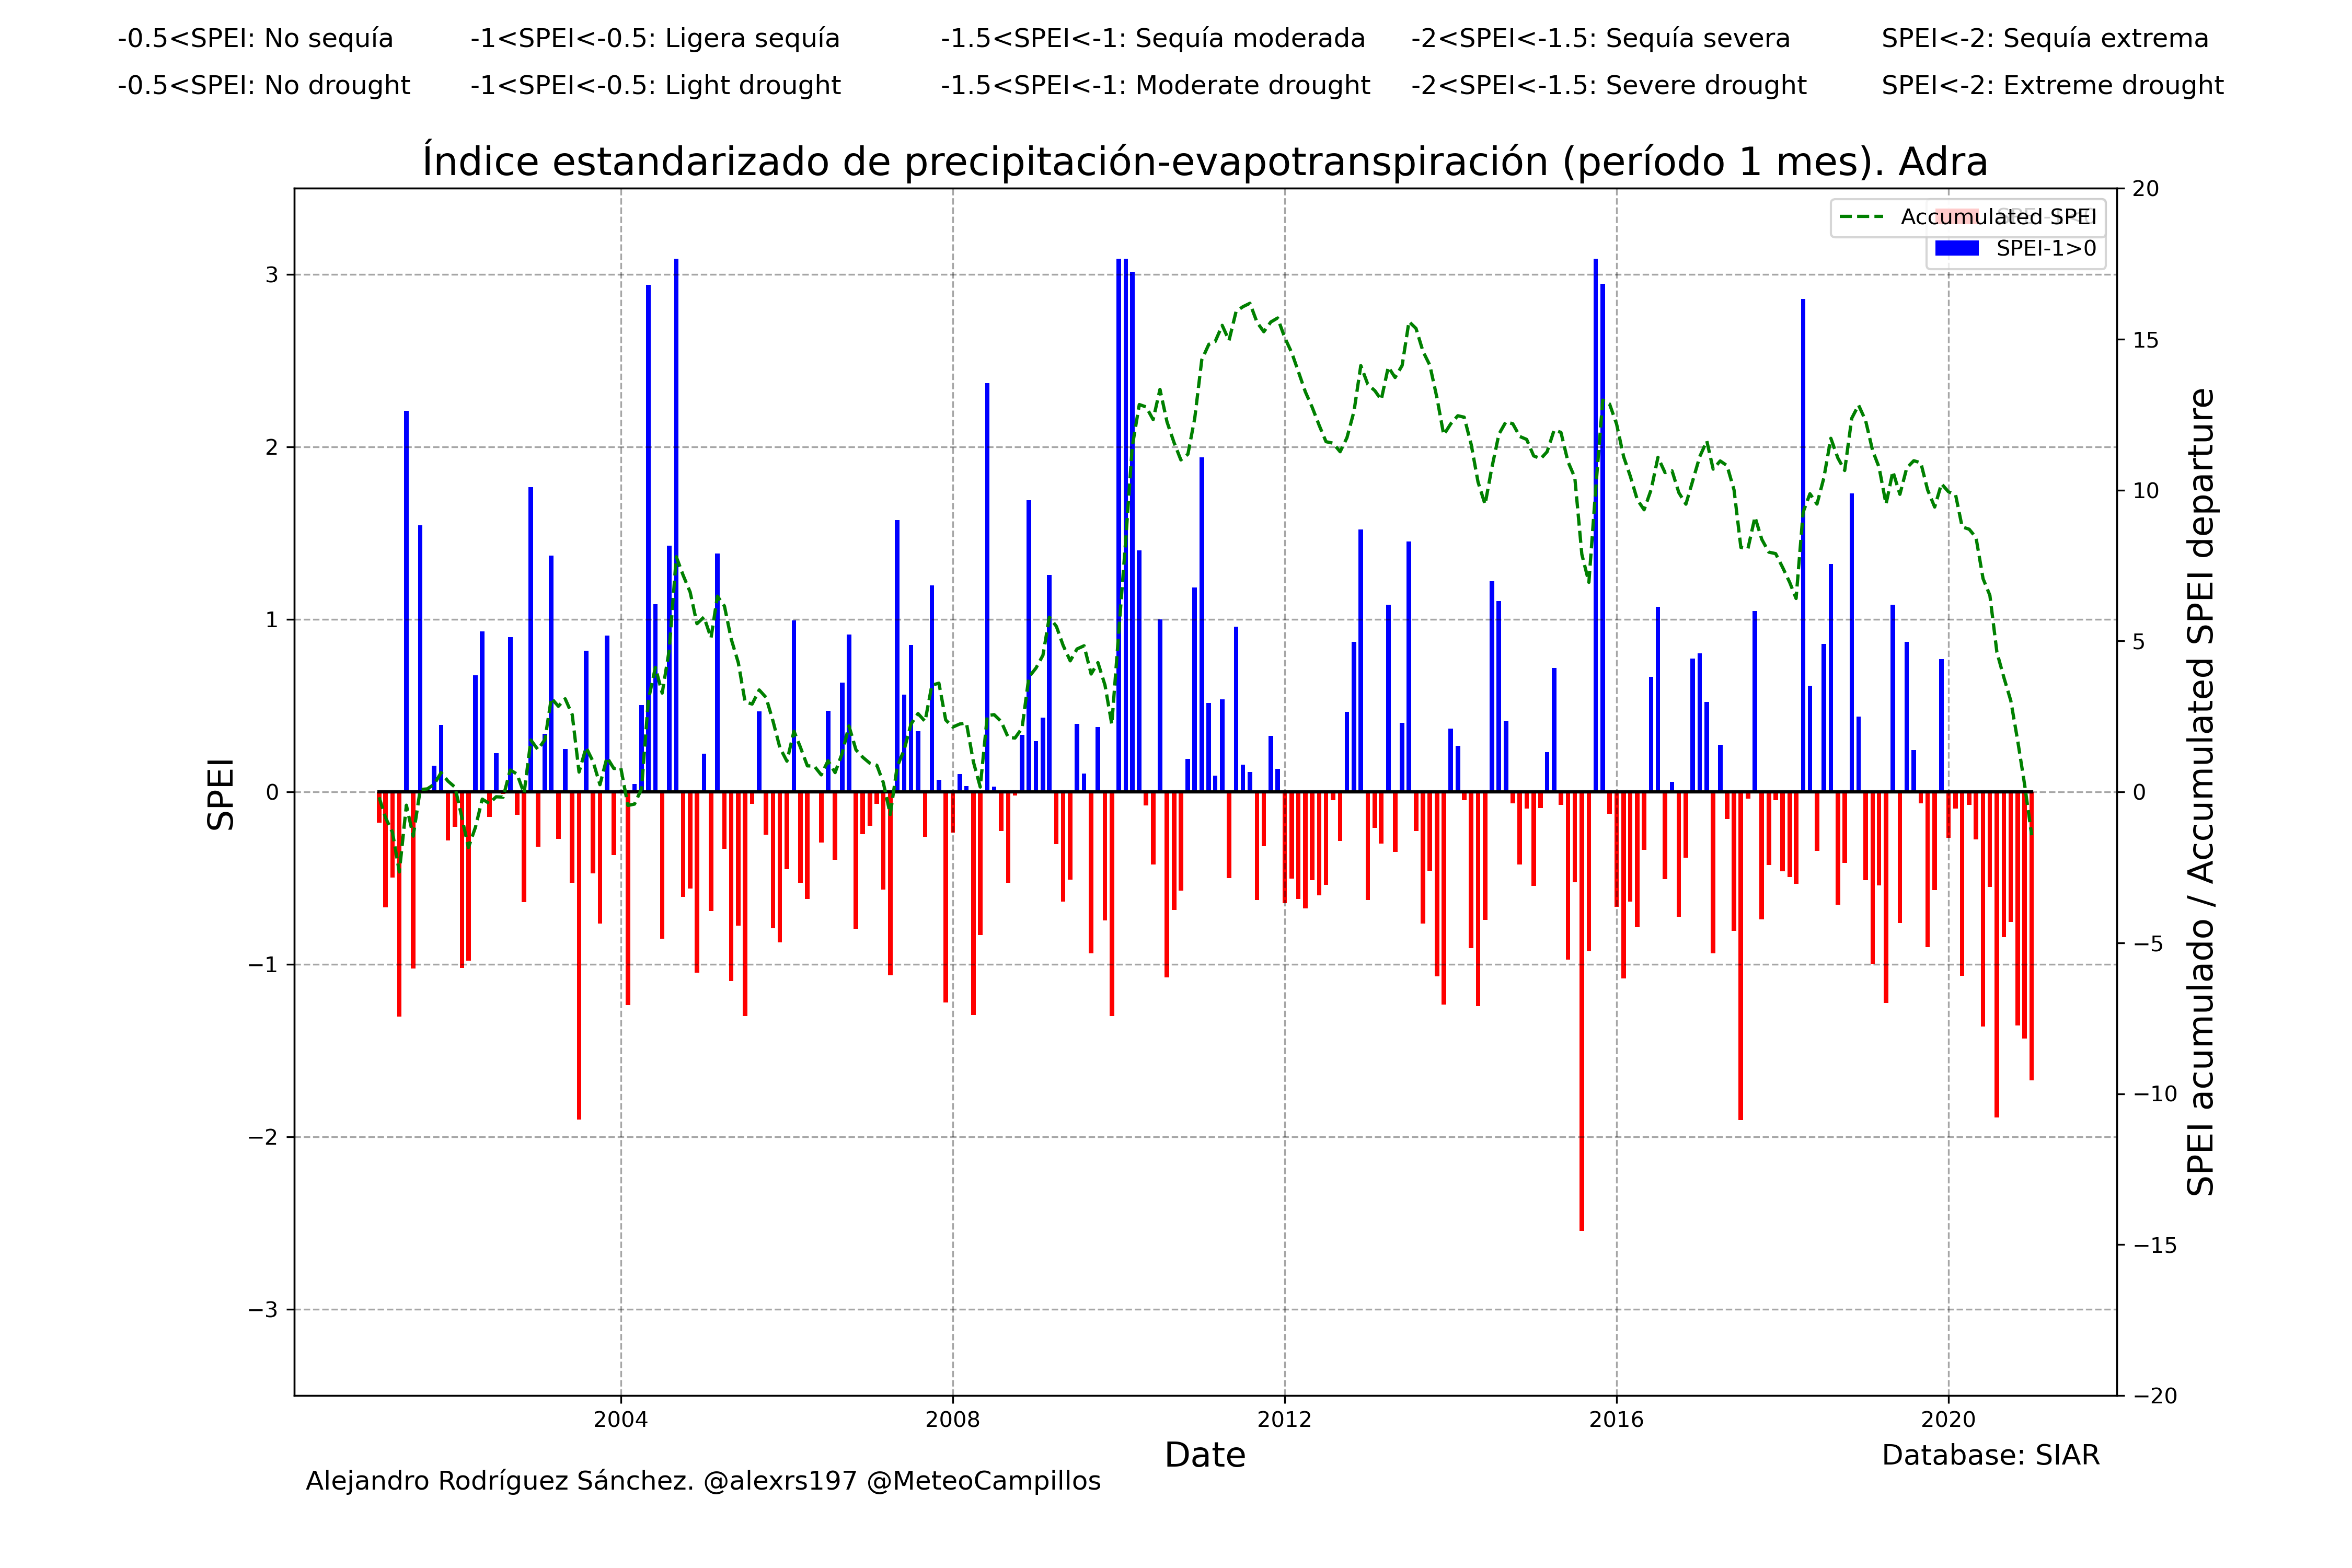 -0.5<SPEI: No sequía -1<SPEI<-0.5: Ligera sequía -1.5<SPEI<-1: Sequía moderada -2<SPEI<-1.5: Sequía severa SPEI<-2: Sequía extrema
-0.5<SPEI: No drought -1<SPEI<-0.5: Light drought -1.5<SPEI<-1: Moderate drought -2<SPEI<-1.5: Severe drought SPEI<-2: Extreme drought
Índice estandarizado de precipitación-evapotranspiración (período 1 mes). Adra
Accumulated SPEI
SPEI-1>0
SPEI
3
2
1
0
−1
−2
−3
20
15
10
5
0
−5
−10
−15
−20
SPEI acumulado / Accumulated SPEI departure
2004 2008 2012 2016 2020
Date
Database: SIAR
Alejandro Rodríguez Sánchez. @alexrs197 @MeteoCampillos